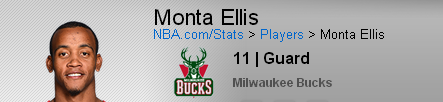 Monta Ellis
NBA.com/Stats > Players > Monta Ellis
11 | Guard
BUCKS
Milwaukee Bucks